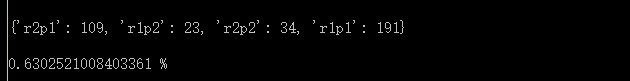 {'r2p1': 109, 'r1p2': 23, 'r2p2': 34, 'r1p1': 191}
0.6302521008403361 %